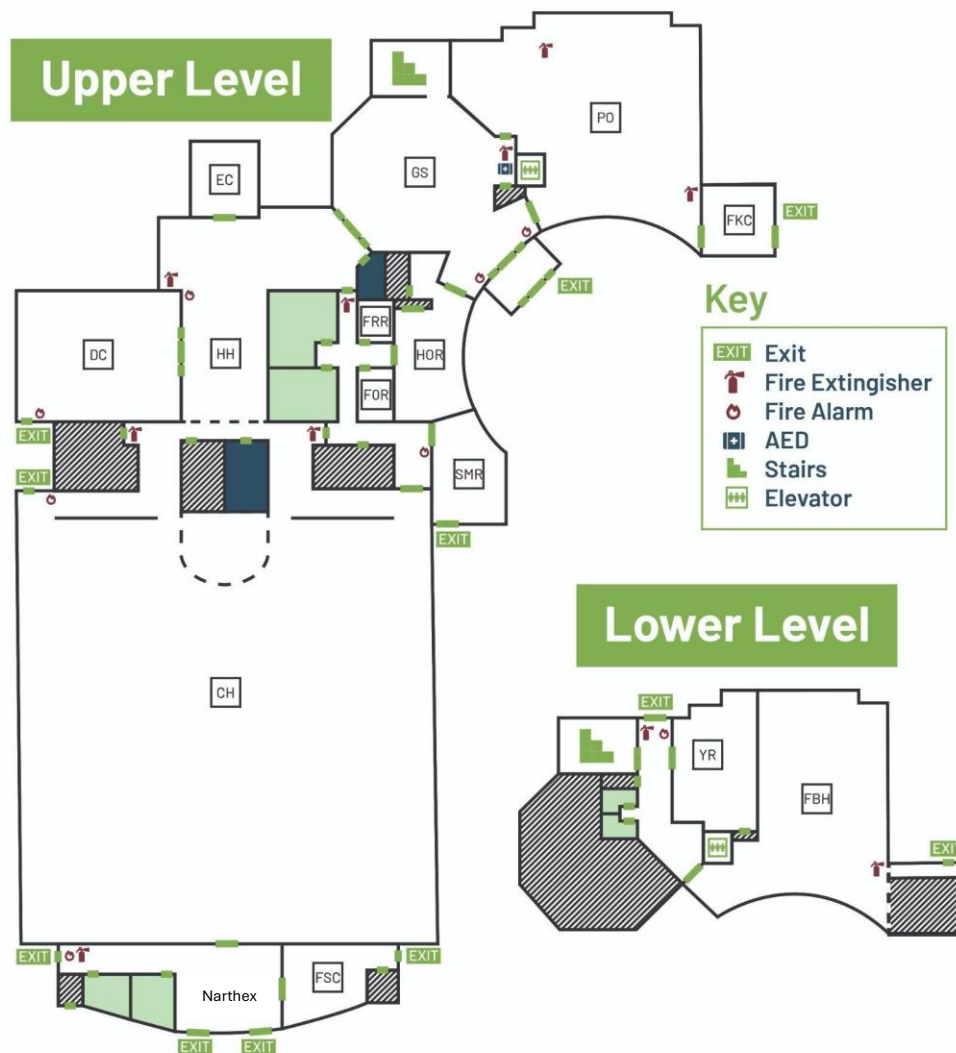 Upper Level
PO
EC
GS
FKC
EXIT
EXIT
Key
EXIT Exit
Fire Extingisher
Fire Alarm
AED
Stairs
Elevator
FRR
DC
HH
HOR
FOR
EXIT
EXIT
SMR
EXIT
Lower Level
CH
EXIT
YR
FBH
EXIT
EXIT
EXIT
FSC
Narthex
EXIT
EXIT